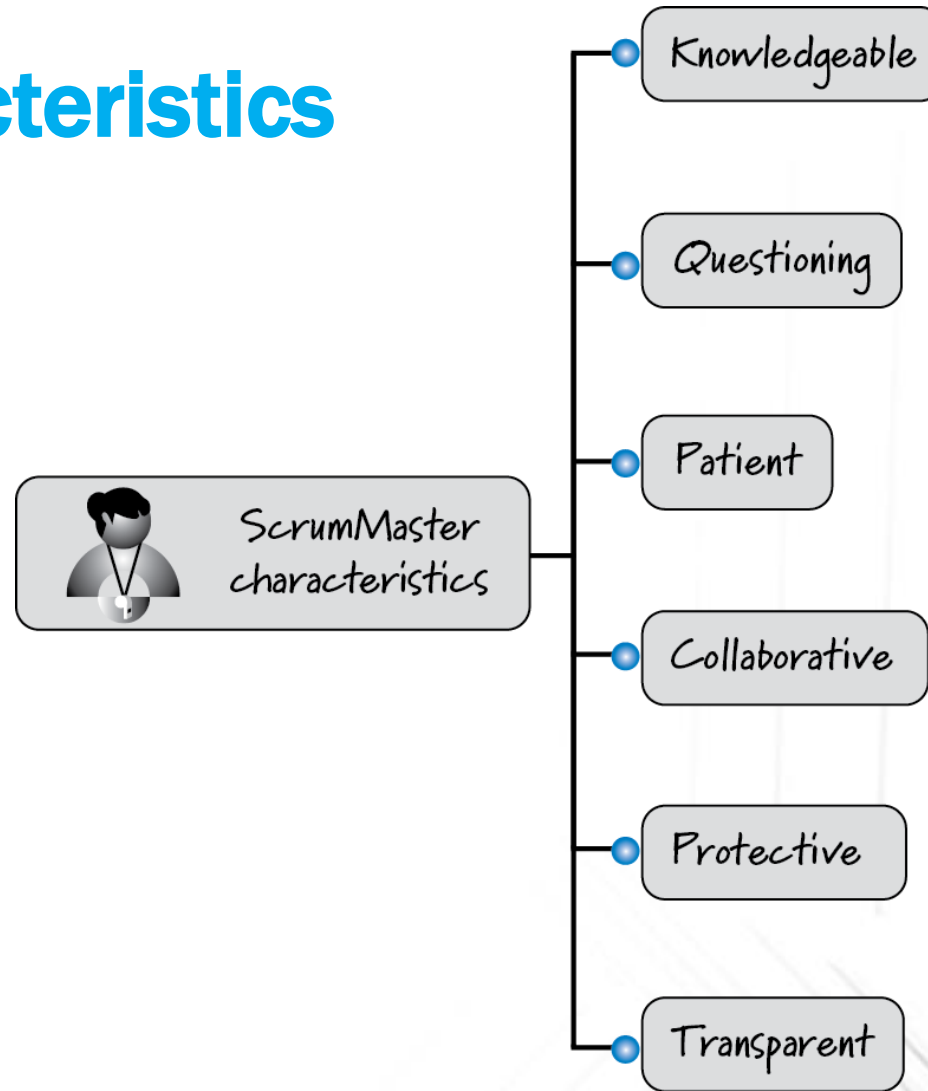 cteristics
Knowledgeable
Questioning
Patient
ScrumMaster
characteristics
Collaborative
Protective
Transparent